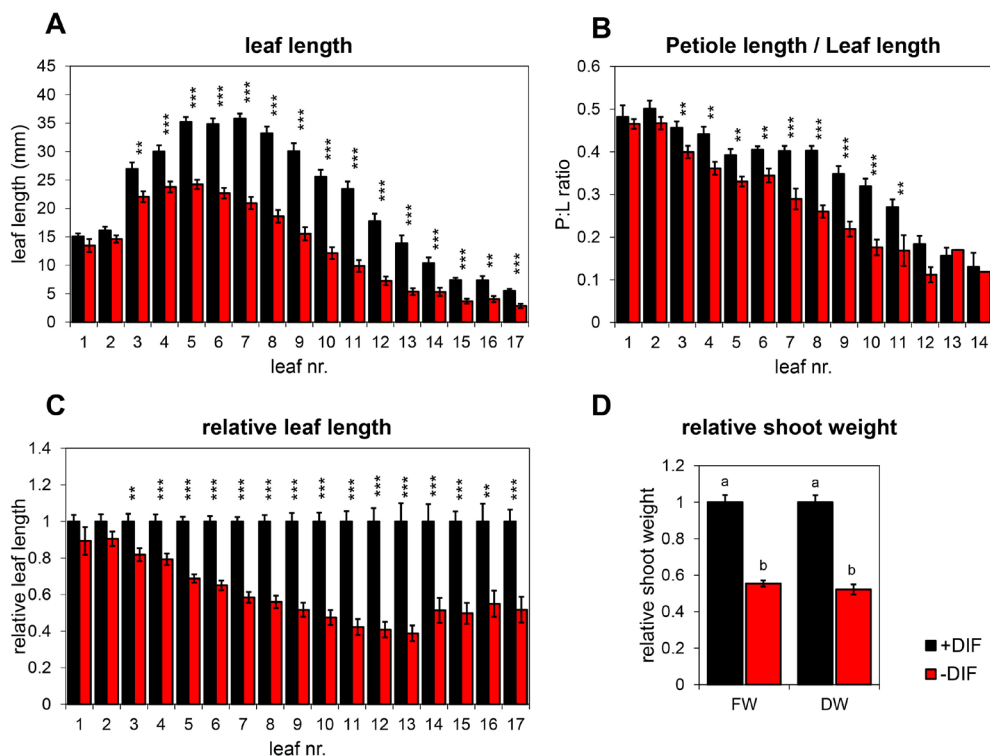 A
leaf length
leaf length (mm)
45
40
35
30
25
20
15
10
5
0
** *** *** *** *** *** *** *** *** *** *** *** *** ** ***
1 2 3 4 5 6 7 8 9 10 11 12 13 14 15 16 17
leaf nr.
B
Petiole length / Leaf length
P:L ratio
0.6
0.5
0.4
0.3
0.2
0.1
0
** ** ** ** *** *** *** *** **
1 2 3 4 5 6 7 8 9 10 11 12 13 14
leaf nr.
C
relative leaf length
relative leaf length
1.4
1.2
1
0.8
0.6
0.4
0.2
0
** *** *** *** *** *** *** *** *** *** *** *** *** ** ***
1 2 3 4 5 6 7 8 9 10 11 12 13 14 15 16 17
leaf nr.
D
relative shoot weight
relative shoot weight
1.2
1
0.8
0.6
0.4
0.2
0
a b a b
FW DW
+DIF
-DIF